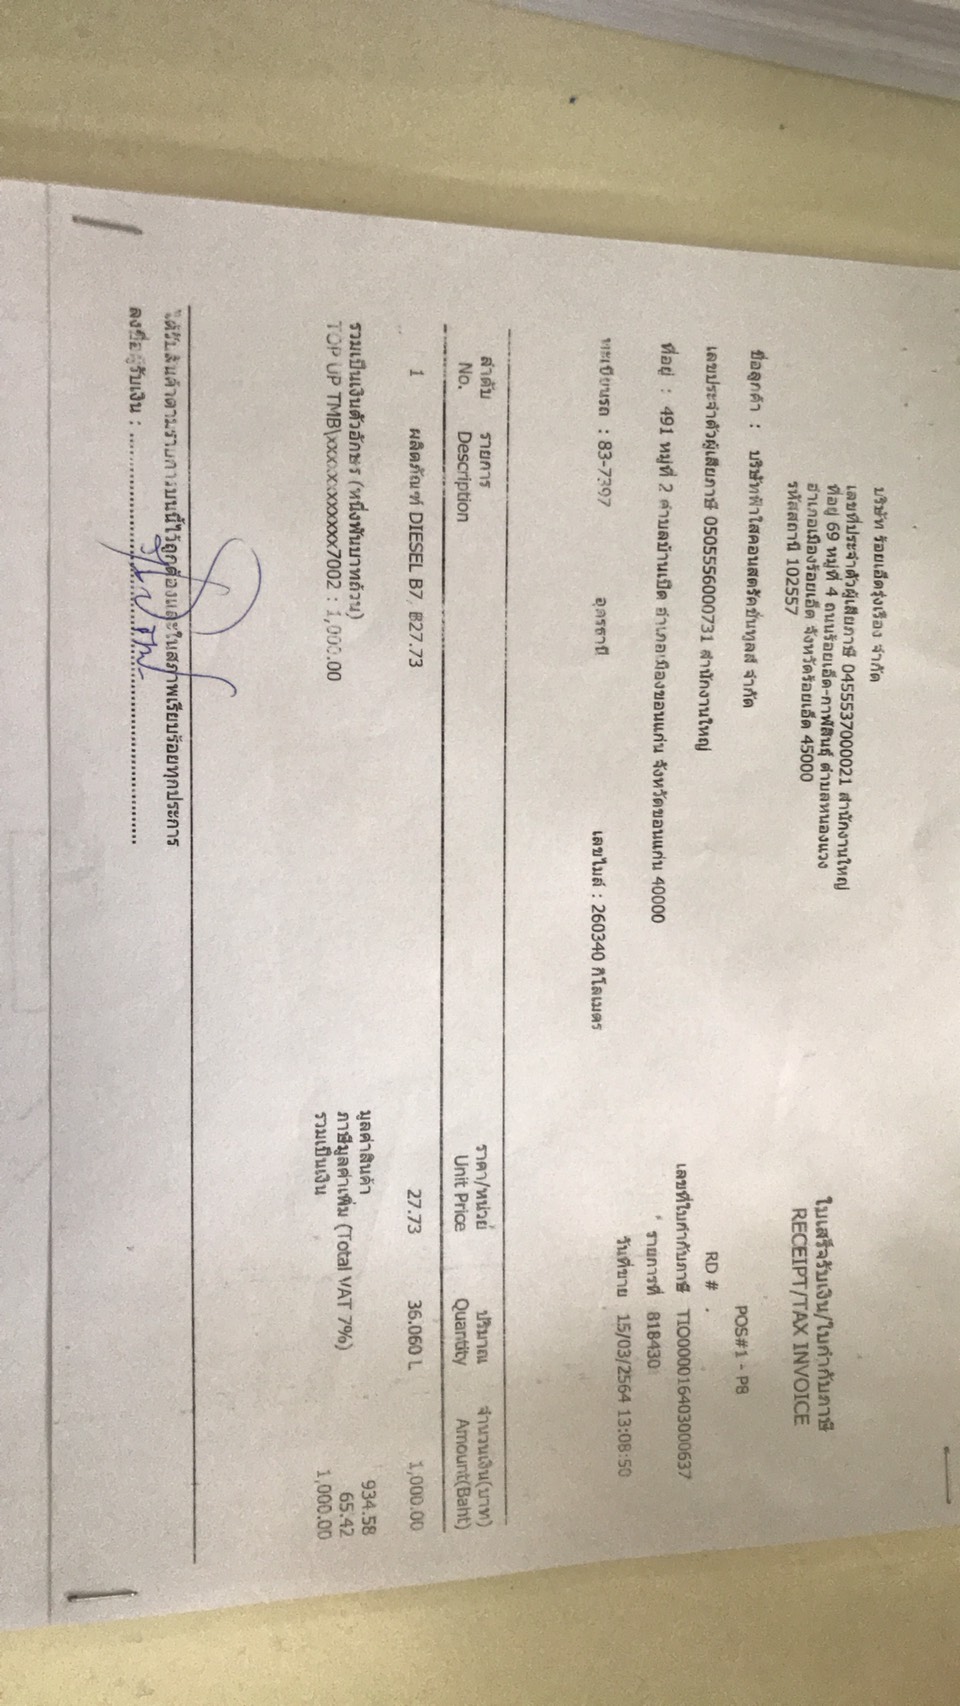 บริษัท ร้อยเอ็ดรุ่งเรือง จำกัด
เลขที่ประจำตัวผู้เสียภาษี 0455537000021 สำนักงานใหญ่
ที่อยู่ 69 หมู่ที่ 4 ถนนร้อยเอ็ด-กาฬสินธุ์ ตำบลหนองแวง
อำเภอเมืองร้อยเอ็ด จังหวัดร้อยเอ็ด 45000
รหัสสถานี 102557
ใบเสร็จรับเงิน/ใบกำกับภาษี
RECEIPT/TAX INVOICE
POS#1 - P8
ชื่อลูกค้า : บริษัทฟ้าใสคอนสตรัคชั่นทูลส์ จำกัด
RD # .
เลขประจำตัวผู้เสียภาษี 0505556000731 สำนักงานใหญ่
เลขที่ใบกำกับภาษี TIO000016403000637
ที่อยู่ : 491 หมู่ที่ 2 ตำบลบ้านเป็ด อำเภอเมืองขอนแก่น จังหวัดขอนแก่น 40000
รายการที่ 818430
วันที่ขาย 15/03/2564 13:08:50
ทะเบียนรถ : 83-7397 อุดรธานี เลขไมล์ : 260340 กิโลเมตร
ลำดับ รายการ ราคา/หน่วย ปริมาณ จำนวนเงิน(บาท)
No. Description Unit Price Quantity Amount(Baht)
1 ผลิตภัณฑ์ DIESEL B7, ฿27.73 27.73 36.060 L 1,000.00
รวมเป็นเงินตัวอักษร (หนึ่งพันบาทถ้วน) มูลค่าสินค้า 934.58
TOP UP TMB\xxxxxxxxxxxx7002 : 1,000.00 ภาษีมูลค่าเพิ่ม (Total VAT 7%) 65.42
รวมเป็นเงิน 1,000.00
ได้รับสินค้าตามรายการบนนี้ไว้ถูกต้องและในสภาพเรียบร้อยทุกประการ
ลงชื่อผู้รับเงิน :